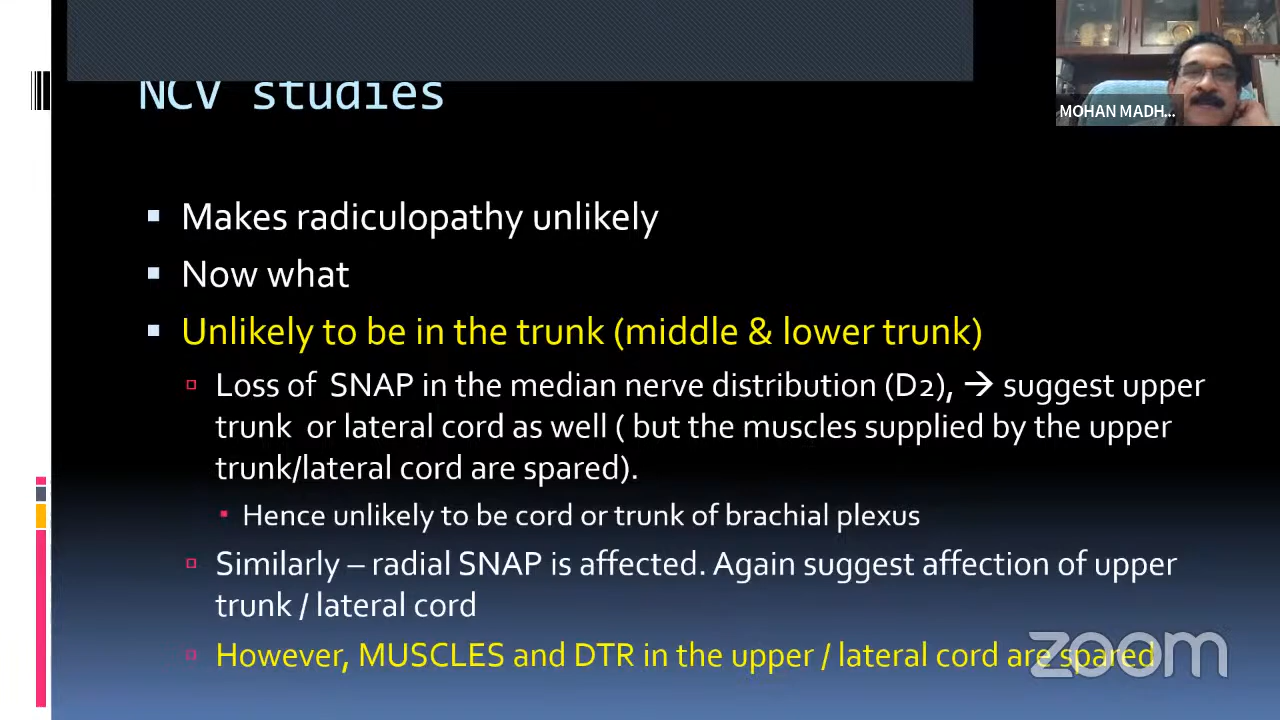 NCV studies
MOHAN MADH...
Makes radiculopathy unlikely
Now what
Unlikely to be in the trunk (middle & lower trunk)
Loss of SNAP in the median nerve distribution (D2), → suggest upper
trunk or lateral cord as well ( but the muscles supplied by the upper
trunk/lateral cord are spared).
Hence unlikely to be cord or trunk of brachial plexus
Similarly – radial SNAP is affected. Again suggest affection of upper
trunk / lateral cord
However, MUSCLES and DTR in the upper / lateral cord are spared
zoom